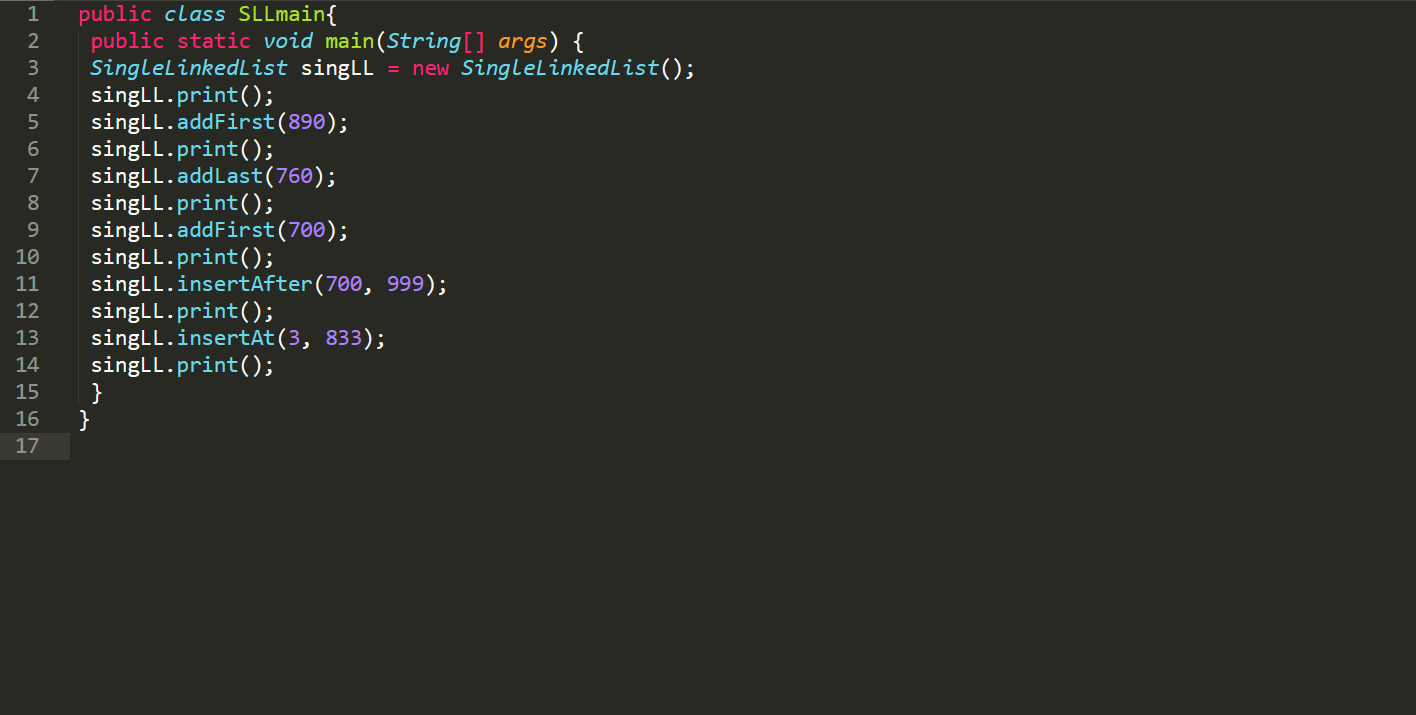 1 public class SLLmain{
2 public static void main(String[] args) {
3 SingleLinkedList singLL = new SingleLinkedList();
4 singLL.print();
5 singLL.addFirst(890);
6 singLL.print();
7 singLL.addLast(760);
8 singLL.print();
9 singLL.addFirst(700);
10 singLL.print();
11 singLL.insertAfter(700, 999);
12 singLL.print();
13 singLL.insertAt(3, 833);
14 singLL.print();
15 }
16 }
17